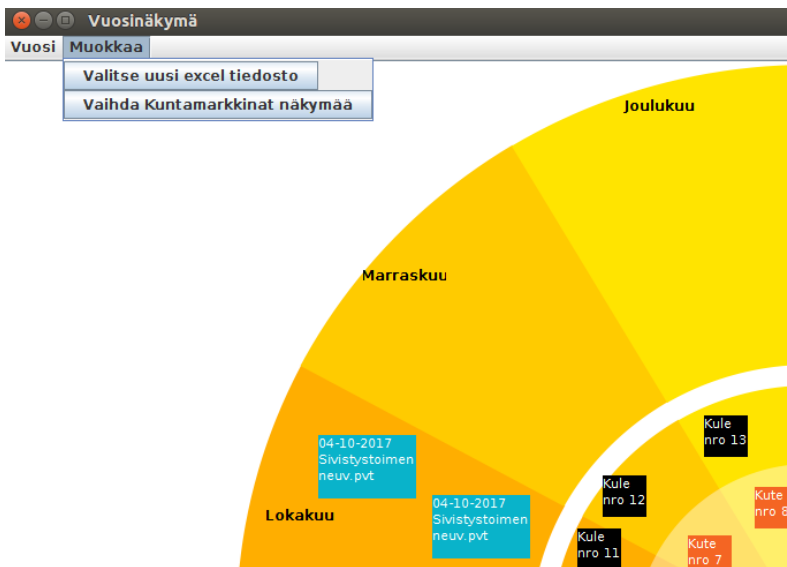 Vuosinäkymä
Vuosi Muokkaa
Valitse uusi excel tiedosto
Vaihda Kuntamarkkinat näkymää
Joulukuu
Marraskuu
Kule
nro 13
04-10-2017
Sivistystoimen
neuv.pvt
Kule
nro 12
Kute
nro 8
04-10-2017
Sivistystoimen
neuv.pvt
Lokakuu
Kule
nro 11
Kute
nro 7